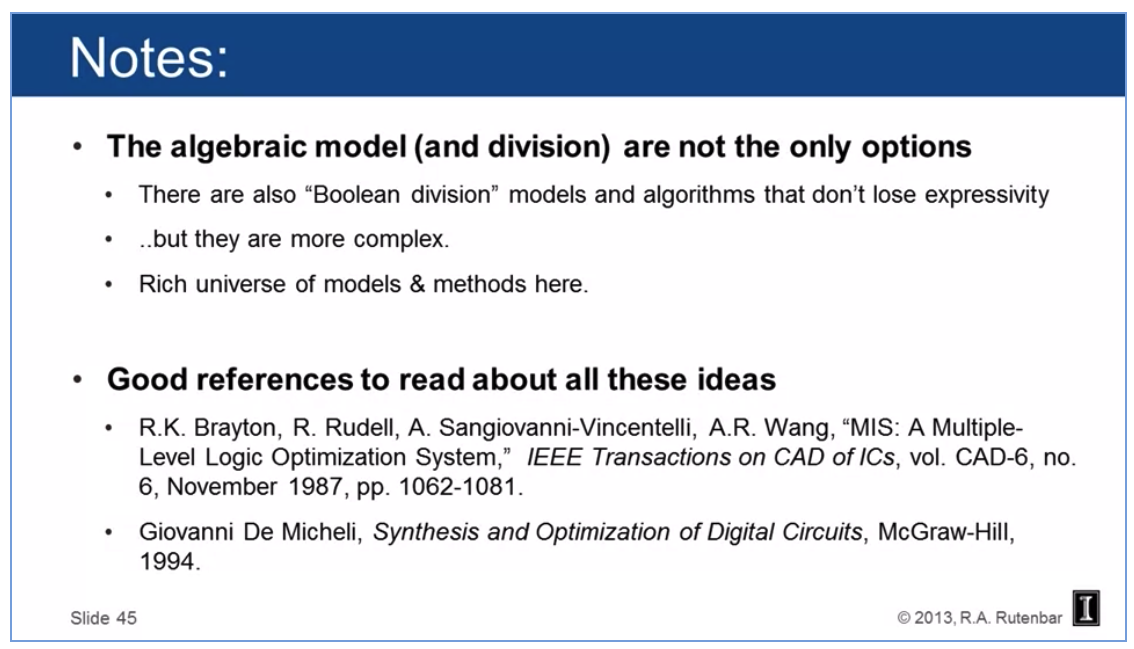 Notes:
• The algebraic model (and division) are not the only options
• There are also “Boolean division” models and algorithms that don’t lose expressivity
• ..but they are more complex.
• Rich universe of models & methods here.
• Good references to read about all these ideas
• R.K. Brayton, R. Rudell, A. Sangiovanni-Vincentelli, A.R. Wang, “MIS: A Multiple-
Level Logic Optimization System,” IEEE Transactions on CAD of ICs, vol. CAD-6, no.
6, November 1987, pp. 1062-1081.
• Giovanni De Micheli, Synthesis and Optimization of Digital Circuits, McGraw-Hill,
1994.
Slide 45
© 2013, R.A. Rutenbar
I